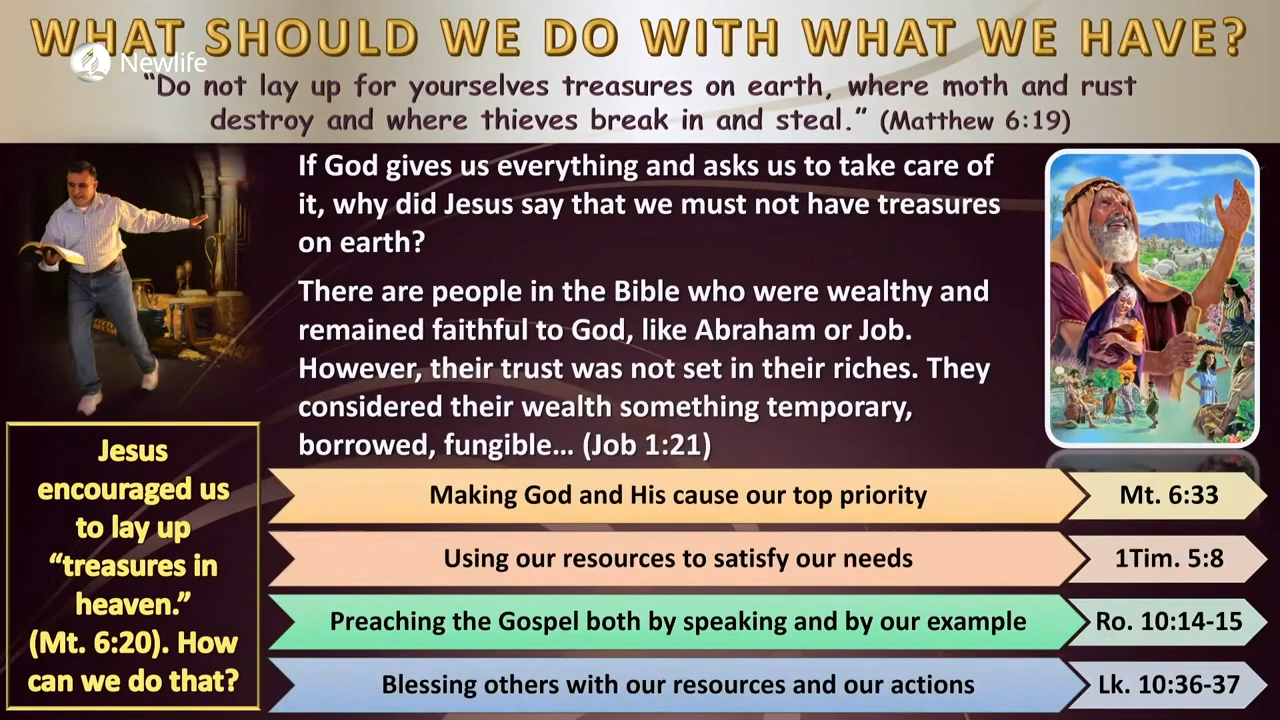 WHAT SHOULD WE DO WITH WHAT WE HAVE?
Newlife
“Do not lay up for yourselves treasures on earth, where moth and rust
destroy and where thieves break in and steal.” (Matthew 6:19)
If God gives us everything and asks us to take care of
it, why did Jesus say that we must not have treasures
on earth?
There are people in the Bible who were wealthy and
remained faithful to God, like Abraham or Job.
However, their trust was not set in their riches. They
considered their wealth something temporary,
borrowed, fungible… (Job 1:21)
Jesus
encouraged us
to lay up
“treasures in
heaven.”
(Mt. 6:20). How
can we do that?
Making God and His cause our top priority Mt. 6:33
Using our resources to satisfy our needs 1Tim. 5:8
Preaching the Gospel both by speaking and by our example Ro. 10:14-15
Blessing others with our resources and our actions Lk. 10:36-37